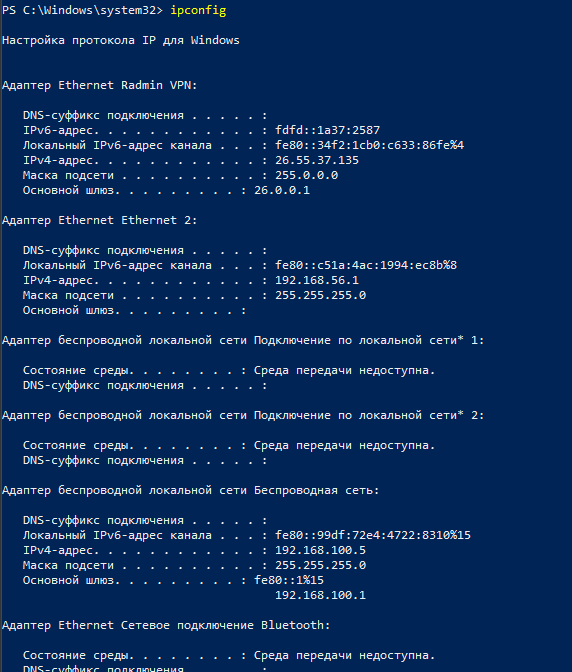 PS C:\Windows\system32> ipconfig
Настройка протокола IP для Windows
Адаптер Ethernet Radmin VPN:
DNS-суффикс подключения . . . . . :
IPv6-адрес. . . . . . . . . . . . : fdfd::1a37:2587
Локальный IPv6-адрес канала . . . : fe80::34f2:1cb0:c633:86fe%4
IPv4-адрес. . . . . . . . . . . . : 26.55.37.135
Маска подсети . . . . . . . . . . : 255.0.0.0
Основной шлюз. . . . . . . . . : 26.0.0.1
Адаптер Ethernet Ethernet 2:
DNS-суффикс подключения . . . . . :
Локальный IPv6-адрес канала . . . : fe80::c51a:4ac:1994:ec8b%8
IPv4-адрес. . . . . . . . . . . . : 192.168.56.1
Маска подсети . . . . . . . . . . : 255.255.255.0
Основной шлюз. . . . . . . . . :
Адаптер беспроводной локальной сети Подключение по локальной сети* 1:
Состояние среды. . . . . . . . : Среда передачи недоступна.
DNS-суффикс подключения . . . . . :
Адаптер беспроводной локальной сети Подключение по локальной сети* 2:
Состояние среды. . . . . . . . : Среда передачи недоступна.
DNS-суффикс подключения . . . . . :
Адаптер беспроводной локальной сети Беспроводная сеть:
DNS-суффикс подключения . . . . . :
Локальный IPv6-адрес канала . . . : fe80::99df:72e4:4722:8310%15
IPv4-адрес. . . . . . . . . . . . : 192.168.100.5
Маска подсети . . . . . . . . . . : 255.255.255.0
Основной шлюз. . . . . . . . . : fe80::1%15
192.168.100.1
Адаптер Ethernet Сетевое подключение Bluetooth:
Состояние среды. . . . . . . . : Среда передачи недоступна.
DNS-суффикс подключения . . . . . :